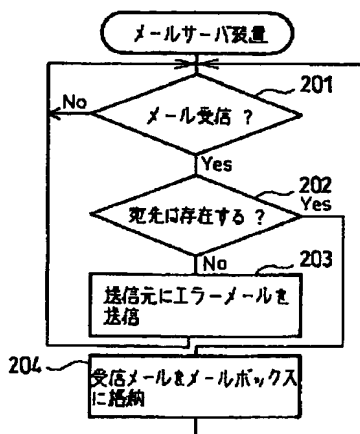 メールサーバ装置
201
No
メール受信？
Yes
202
宛先は存在する？
Yes
No
203
送信元にエラーメールを
送信
204
受信メールをメールボックス
に格納